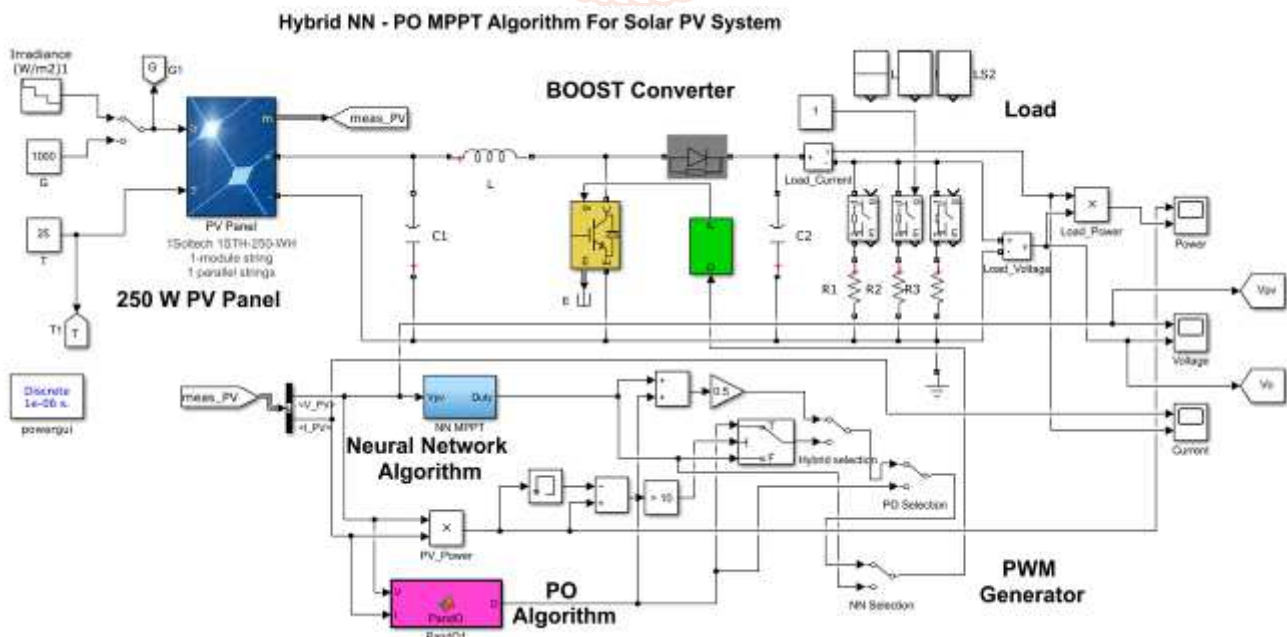 Hybrid NN - PO MPPT Algorithm For Solar PV System
Irradiance
(W/m2)1
G
G1
BOOST Converter
LS2
Load
m
meas_PV
1
1000
G
L
Load_Current
×
Load_Power
Power
25
T
PV Panel
1Soltech 1STH-250-WH
1-module string
1 parallel strings
C1
C2
Load_Voltage
250 W PV Panel
R1
R2
R3
T1
T
Vpv
Voltage
Discrete
1e-06 s.
powergui
meas_PV
<V_PV>
<I_PV>
Vpv
Duty
NN MPPT
0.5
Vo
Neural Network
Algorithm
T
F
Hybrid selection
Current
> 10
PO Selection
×
PV_Power
PWM
Generator
NN Selection
V
I
PandO
D
PO
Algorithm
PandO1